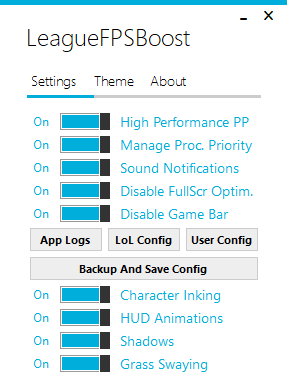 LeagueFPSBoost
Settings Theme About
On High Performance PP
On Manage Proc. Priority
On Sound Notifications
On Disable FullScr Optim.
On Disable Game Bar
App Logs LoL Config User Config
Backup And Save Config
On Character Inking
On HUD Animations
On Shadows
On Grass Swaying